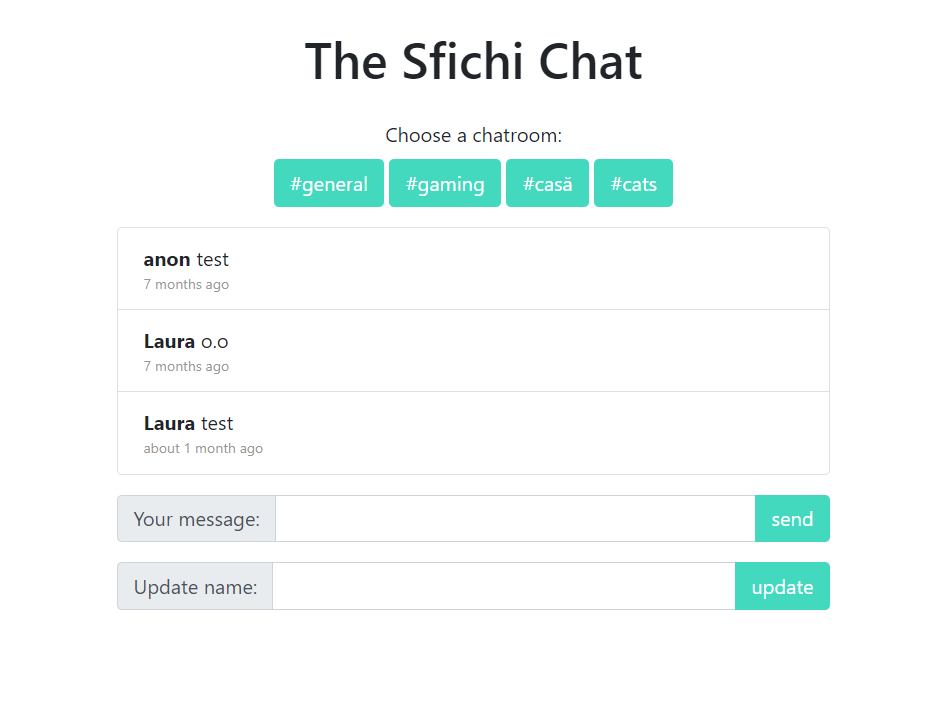 The Sfichi Chat
Choose a chatroom:
#general #gaming #casă #cats
anon test
7 months ago
Laura o.o
7 months ago
Laura test
about 1 month ago
Your message: send
Update name: update